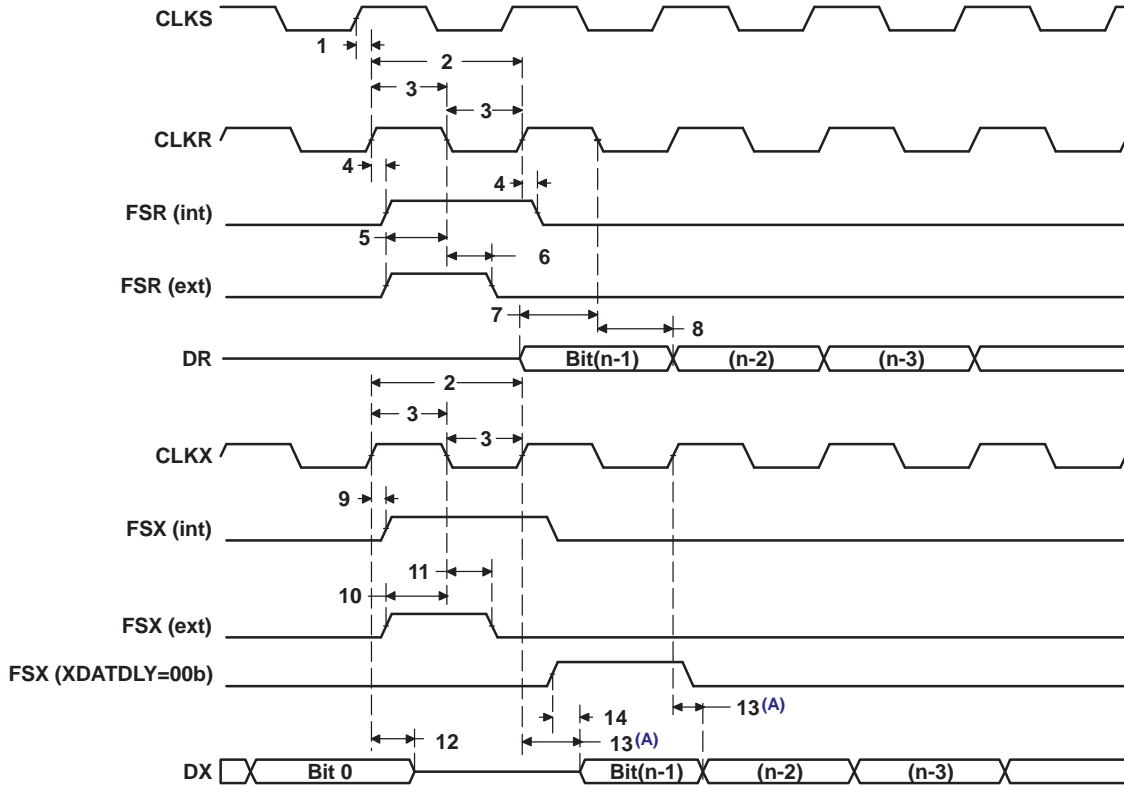 CLKS
1
2
3
3
CLKR
4
4
FSR (int)
5
6
FSR (ext)
7
8
DR
Bit(n-1)
(n-2)
(n-3)
2
3
3
CLKX
9
FSX (int)
11
10
FSX (ext)
FSX (XDATDLY=00b)
13(A)
14
12
13(A)
DX
Bit 0
Bit(n-1)
(n-2)
(n-3)